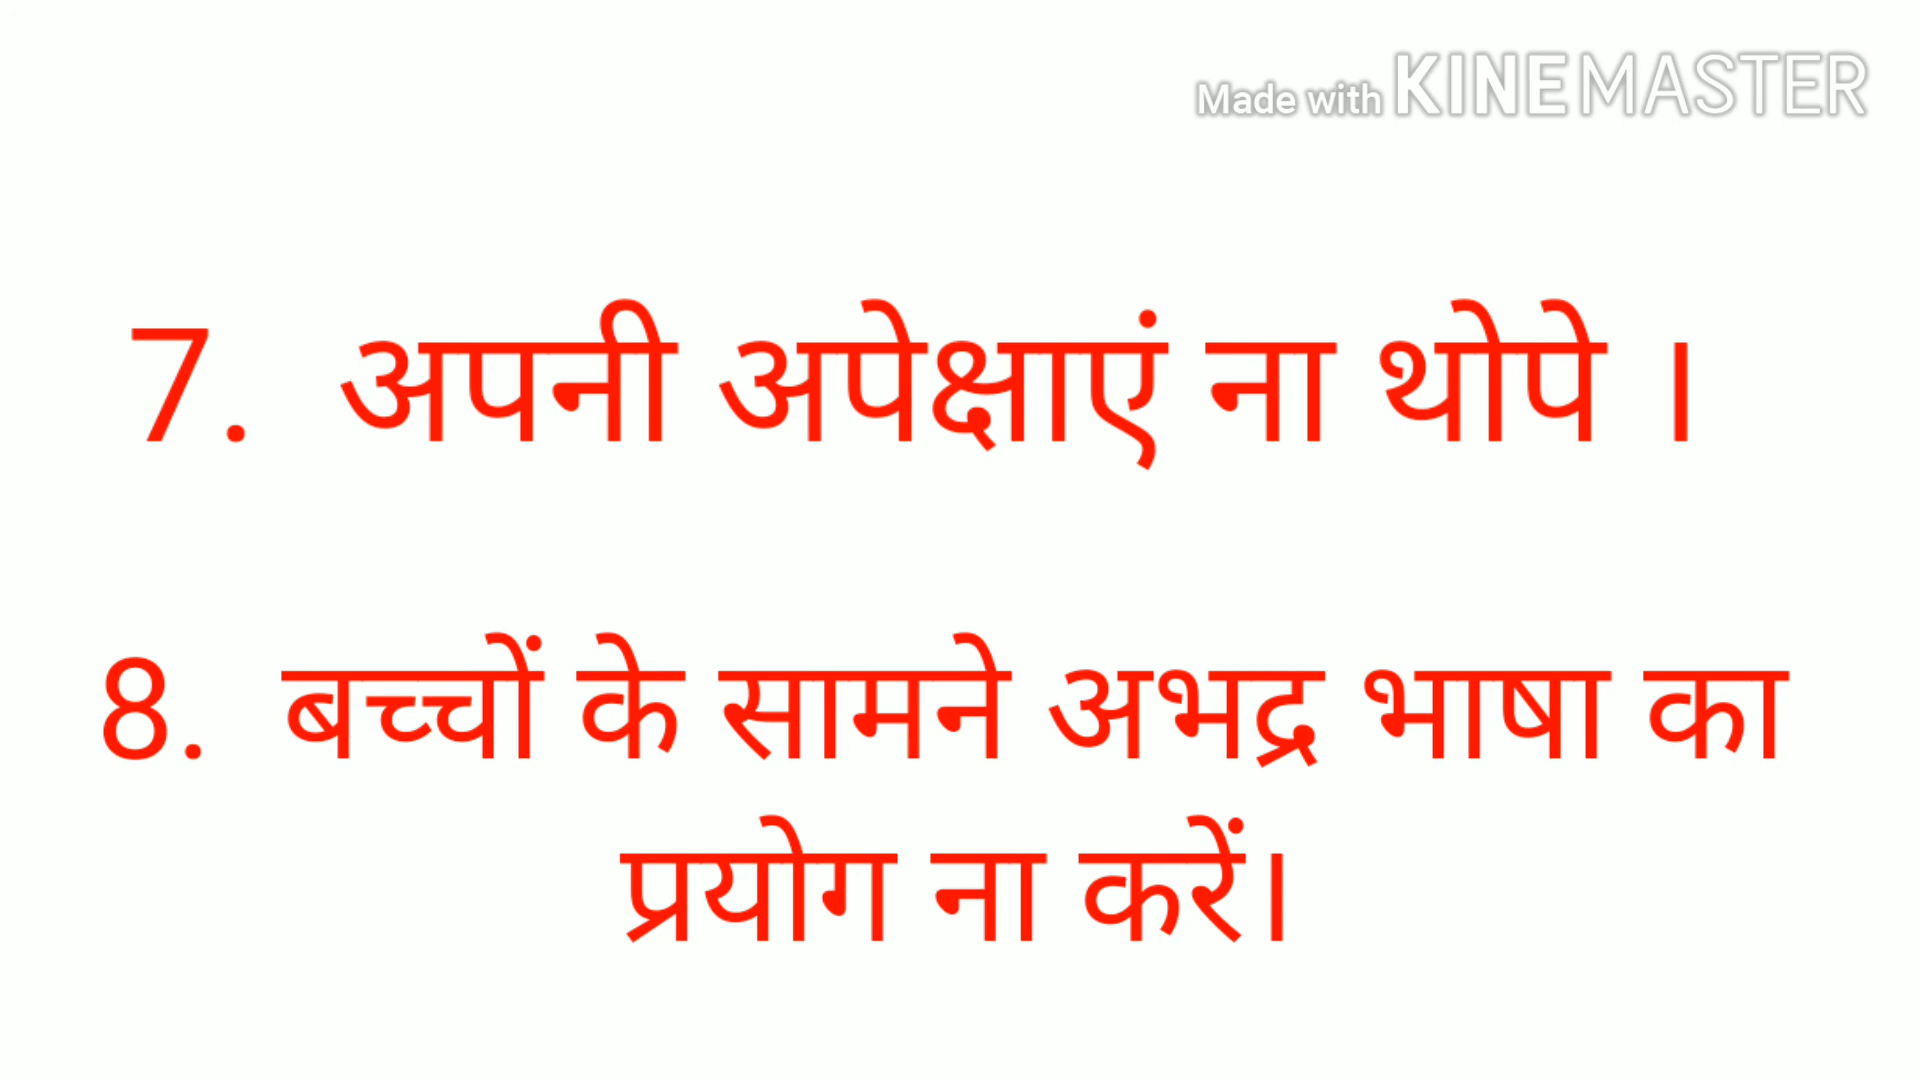 Made with KINEMASTER
7. अपनी अपेक्षाएं ना थोपे ।
8. बच्चों के सामने अभद्र भाषा का
प्रयोग ना करें।